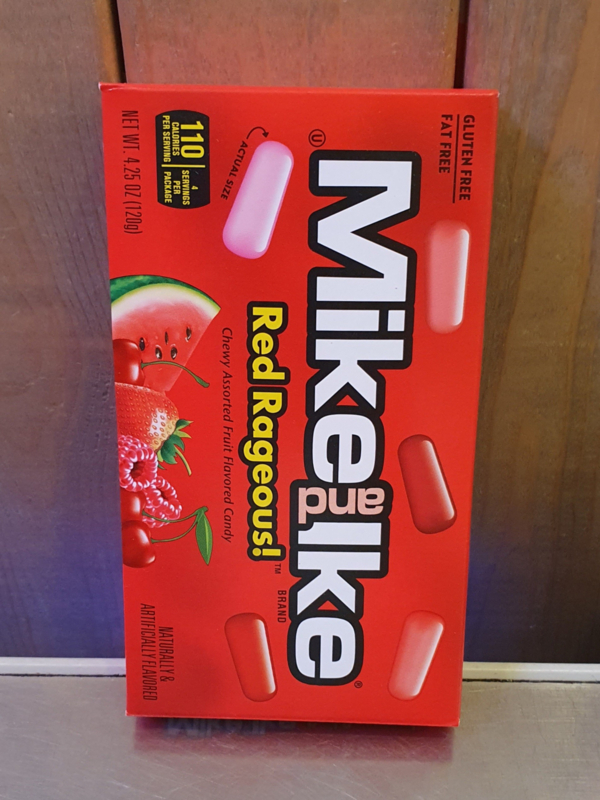 GLUTEN FREE
FAT FREE
Ⓤ
Mike and Ike®
BRAND
Red Rageous!™
Chewy Assorted Fruit Flavored Candy
ACTUAL SIZE
110
CALORIES
PER SERVING
4
SERVINGS
PER
PACKAGE
NET WT. 4.25 OZ (120g)
NATURALLY &
ARTIFICIALLY FLAVORED